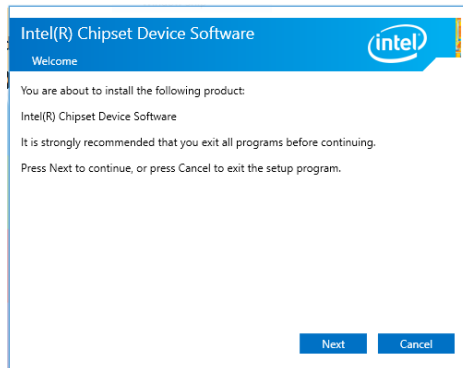 Intel(R) Chipset Device Software
intel
Welcome
You are about to install the following product:
Intel(R) Chipset Device Software
It is strongly recommended that you exit all programs before continuing.
Press Next to continue, or press Cancel to exit the setup program.
Next Cancel